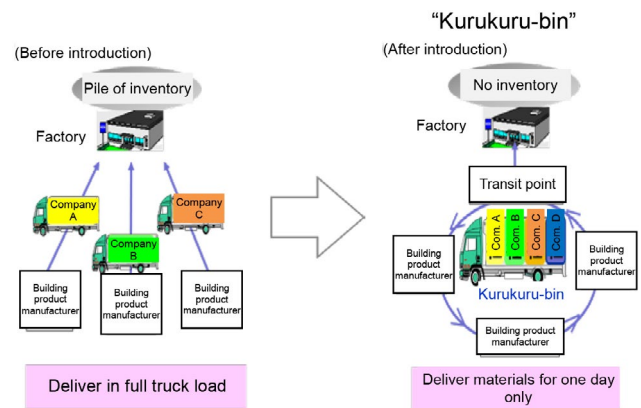 “Kurukuru-bin”
(Before introduction)
Pile of inventory
Factory
Company
A
Company
C
Company
B
Building
product
manufacturer
Building
product
manufacturer
Building
product
manufacturer
Deliver in full truck load
(After introduction)
No inventory
Factory
Transit point
Com. A
Com. B
Com. C
Com. D
Building
product
manufacturer
Building
product
manufacturer
Kurukuru-bin
Building product
manufacturer
Deliver materials for one day
only